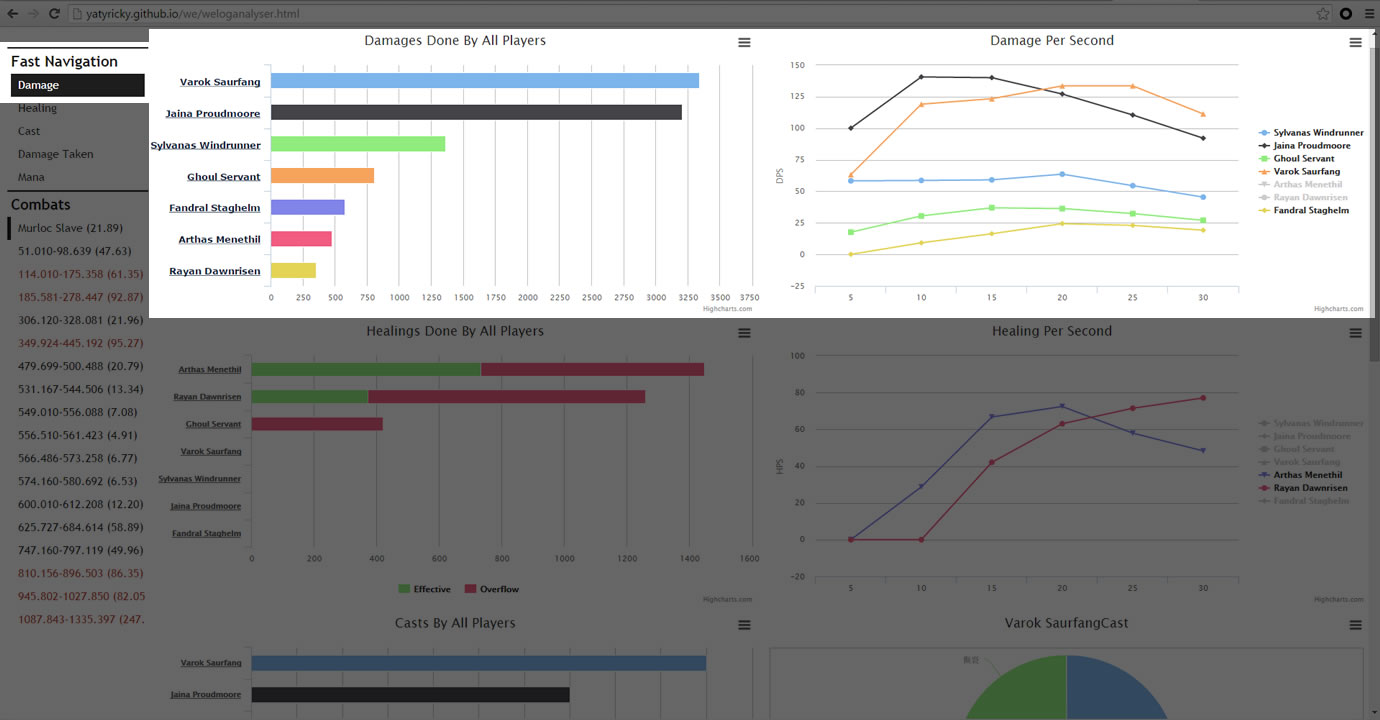 yatyricky.github.io/we/weloganalyser.html
Fast Navigation
Damage
Healing
Cast
Damage Taken
Mana
Combats
Murloc Slave (21.89)
51.010-98.639 (47.63)
114.010-175.358 (61.35)
185.581-278.447 (92.87)
306.120-328.081 (21.96)
349.924-445.192 (95.27)
479.699-500.488 (20.79)
531.167-544.506 (13.34)
549.010-556.088 (7.08)
556.510-561.423 (4.91)
566.486-573.258 (6.77)
574.160-580.692 (6.53)
600.010-612.208 (12.20)
625.727-684.614 (58.89)
747.160-797.119 (49.96)
810.156-896.503 (86.35)
945.802-1027.850 (82.05
1087.843-1335.397 (247.
Damages Done By All Players
Varok Saurfang
Jaina Proudmoore
Sylvanas Windrunner
Ghoul Servant
Fandral Staghelm
Arthas Menethil
Rayan Dawnrisen
0 250 500 750 1000 1250 1500 1750 2000 2250 2500 2750 3000 3250 3500 3750
Highcharts.com
Damage Per Second
DPS
150
125
100
75
50
25
0
−25
5 10 15 20 25 30
Sylvanas Windrunner
Jaina Proudmoore
Ghoul Servant
Varok Saurfang
Arthas Menethil
Rayan Dawnrisen
Fandral Staghelm
Highcharts.com
Healings Done By All Players
Arthas Menethil
Rayan Dawnrisen
Ghoul Servant
Varok Saurfang
Sylvanas Windrunner
Jaina Proudmoore
Fandral Staghelm
0 200 400 600 800 1000 1200 1400 1600
Effective Overflow
Highcharts.com
Healing Per Second
HPS
100
80
60
40
20
0
−20
5 10 15 20 25 30
Sylvanas Windrunner
Jaina Proudmoore
Ghoul Servant
Varok Saurfang
Arthas Menethil
Rayan Dawnrisen
Fandral Staghelm
Highcharts.com
Casts By All Players
Varok Saurfang
Jaina Proudmoore
Varok SaurfangCast